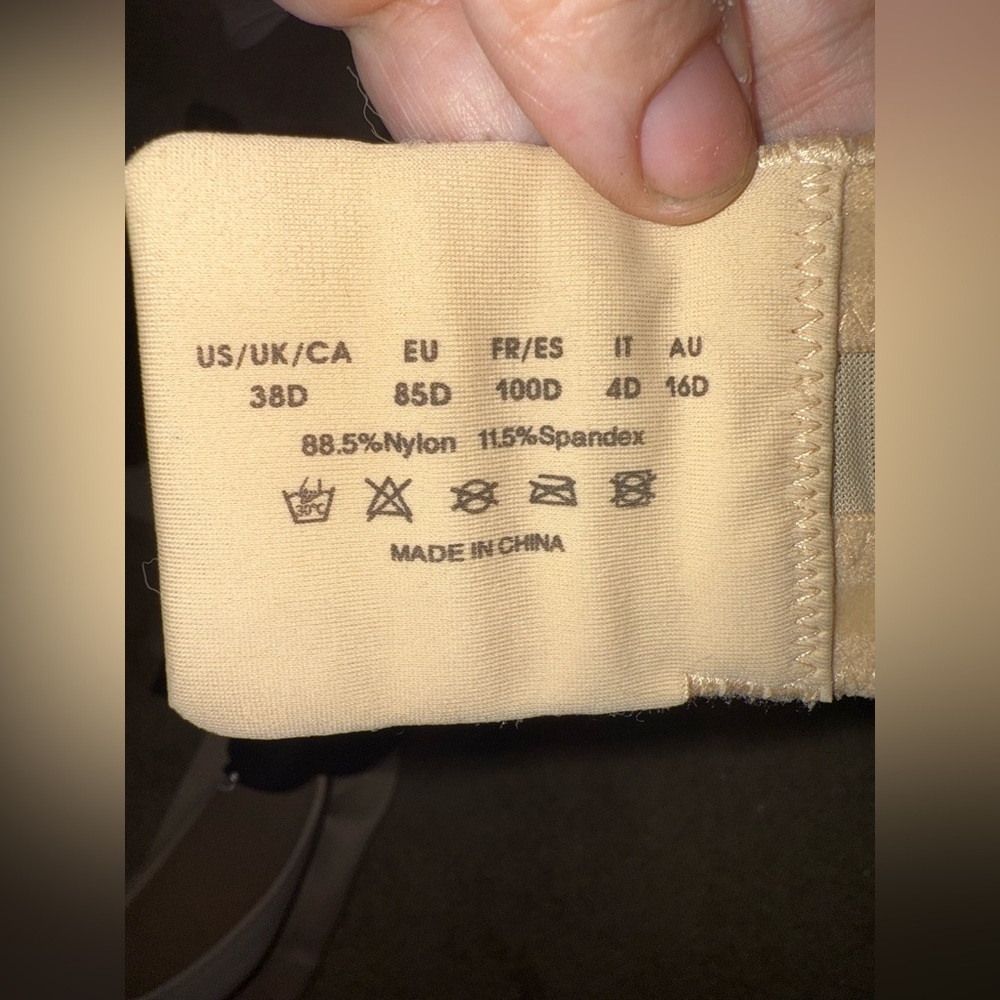 US/UK/CA EU FR/ES IT AU
38D 85D 100D 4D 16D
88.5%Nylon 11.5%Spandex
30°C
MADE IN CHINA